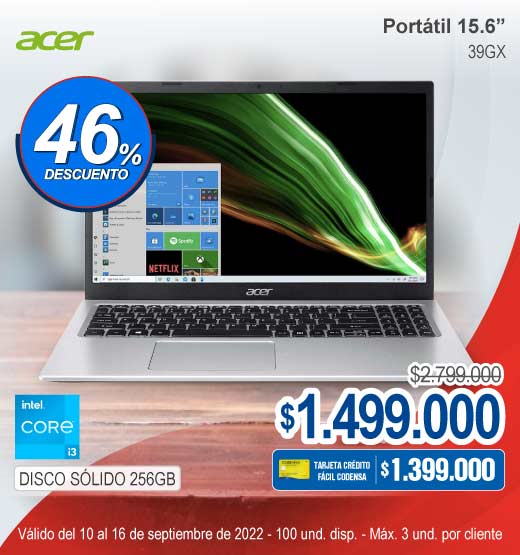 acer
Portátil 15.6”
39GX
46%
DESCUENTO
Spotify
NETFLIX
acer
$2.799.000
$1.499.000
intel.
CORE
i3
TARJETA CRÉDITO
FÁCIL CODENSA
$1.399.000
DISCO SÓLIDO 256GB
Válido del 10 al 16 de septiembre de 2022 - 100 und. disp. - Máx. 3 und. por cliente